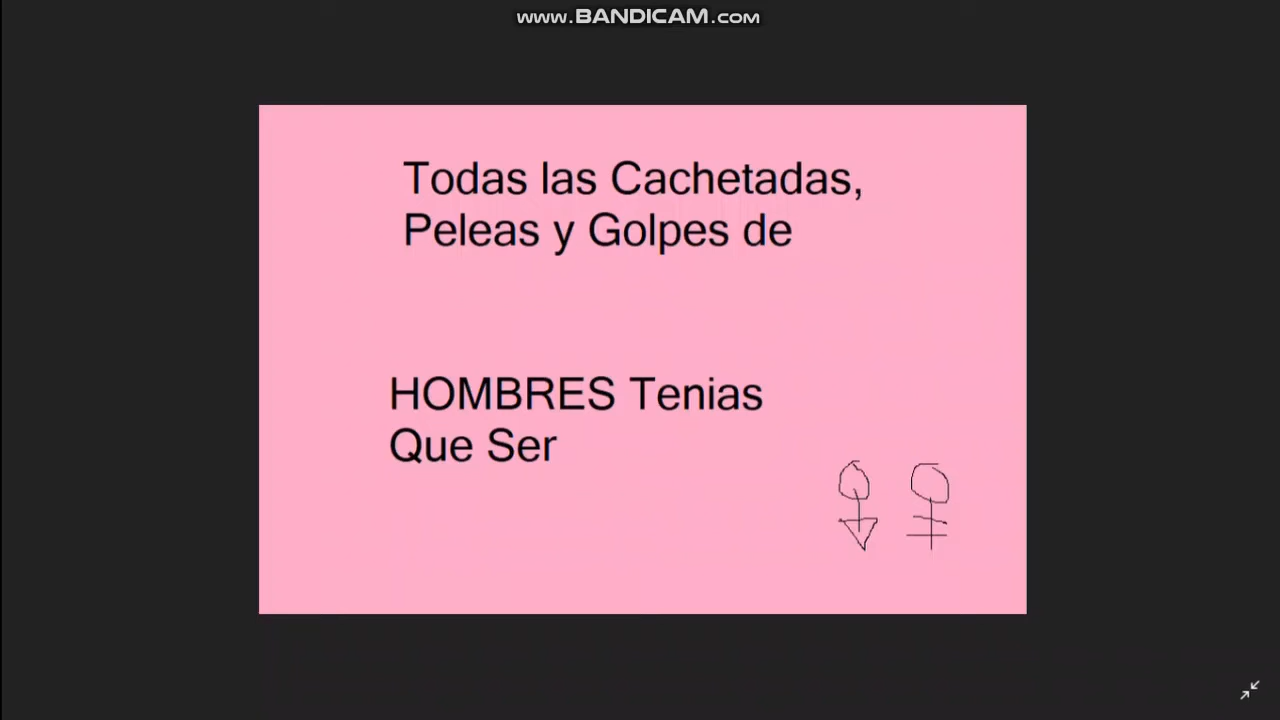 www.BANDICAM.com
Todas las Cachetadas,
Peleas y Golpes de
HOMBRES Tenias
Que Ser